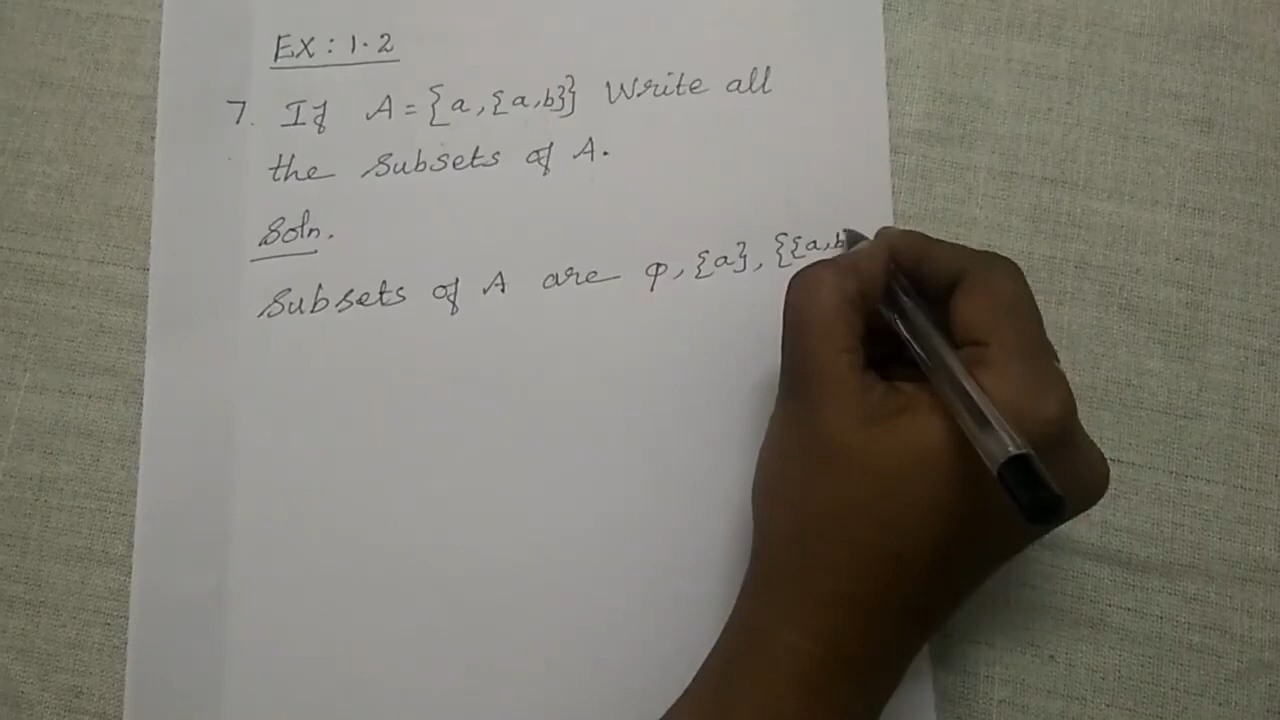 EX : 1.2
7. If A = {a, {a,b}} Write all
the Subsets of A.
Soln.
Subsets of A are φ, {a}, {{a,b